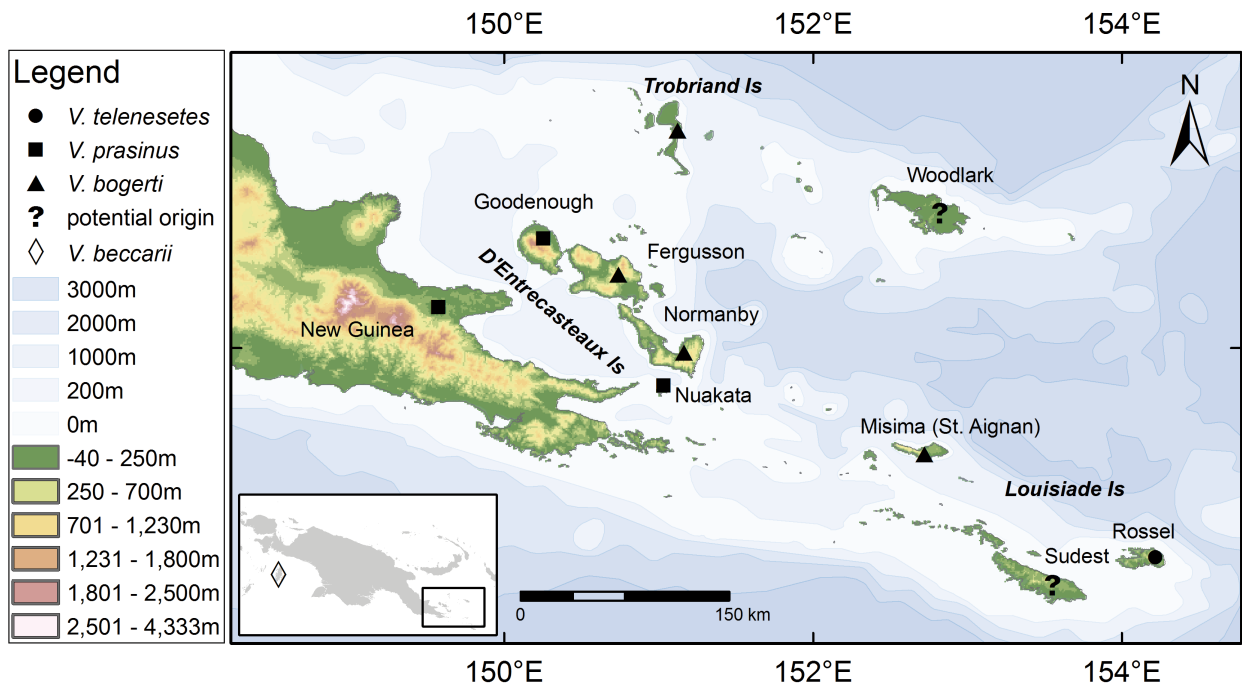 150°E
152°E
154°E
Legend
V. telenesetes
V. prasinus
V. bogerti
? potential origin
V. beccarii
3000m
2000m
1000m
200m
0m
-40 - 250m
250 - 700m
701 - 1,230m
1,231 - 1,800m
1,801 - 2,500m
2,501 - 4,333m
Trobriand Is
N
Woodlark
?
Goodenough
Fergusson
D'Entrecasteaux Is
Normanby
New Guinea
Nuakata
Misima (St. Aignan)
Louisiade Is
Rossel
Sudest
?
0
150 km
150°E
152°E
154°E